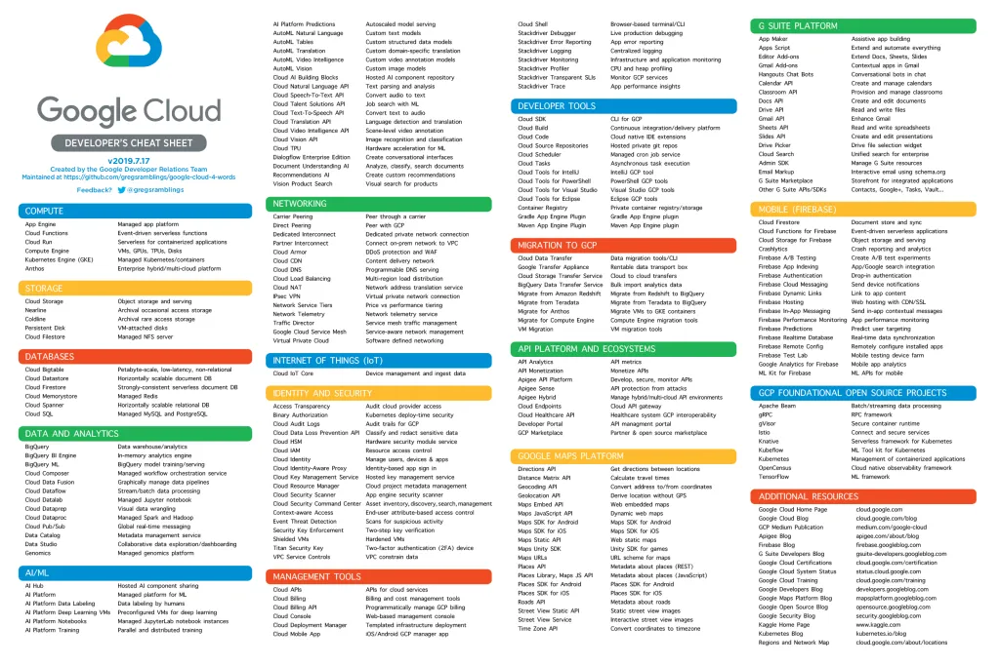 Google Cloud
DEVELOPER'S CHEAT SHEET
v2019.7.17
Created by the Google Developer Relations Team
Maintained at https://github.com/gregsramblings/google-cloud-4-words
Feedback? @gregsramblings
COMPUTE
App Engine Managed app platform
Cloud Functions Event-driven serverless functions
Cloud Run Serverless for containerized applications
Compute Engine VMs, GPUs, TPUs, Disks
Kubernetes Engine (GKE) Managed Kubernetes/containers
Anthos Enterprise hybrid/multi-cloud platform
STORAGE
Cloud Storage Object storage and serving
Nearline Archival occasional access storage
Coldline Archival rare access storage
Persistent Disk VM-attached disks
Cloud Filestore Managed NFS server
DATABASES
Cloud Bigtable Petabyte-scale, low-latency, non-relational
Cloud Datastore Horizontally scalable document DB
Cloud Firestore Strongly-consistent serverless document DB
Cloud Memorystore Managed Redis
Cloud Spanner Horizontally scalable relational DB
Cloud SQL Managed MySQL and PostgreSQL
DATA AND ANALYTICS
BigQuery Data warehouse/analytics
BigQuery BI Engine In-memory analytics engine
BigQuery ML BigQuery model training/serving
Cloud Composer Managed workflow orchestration service
Cloud Data Fusion Graphically manage data pipelines
Cloud Dataflow Stream/batch data processing
Cloud Datalab Managed Jupyter notebook
Cloud Dataprep Visual data wrangling
Cloud Dataproc Managed Spark and Hadoop
Cloud Pub/Sub Global real-time messaging
Data Catalog Metadata management service
Data Studio Collaborative data exploration/dashboarding
Genomics Managed genomics platform
AI/ML
AI Hub Hosted AI component sharing
AI Platform Managed platform for ML
AI Platform Data Labeling Data labeling by humans
AI Platform Deep Learning VMs Preconfigured VMs for deep learning
AI Platform Notebooks Managed JupyterLab notebook instances
AI Platform Training Parallel and distributed training
AI Platform Predictions Autoscaled model serving
AutoML Natural Language Custom text models
AutoML Tables Custom structured data models
AutoML Translation Custom domain-specific translation
AutoML Video Intelligence Custom video annotation models
AutoML Vision Custom image models
Cloud AI Building Blocks Hosted AI component repository
Cloud Natural Language API Text parsing and analysis
Cloud Speech-To-Text API Convert audio to text
Cloud Talent Solutions API Job search with ML
Cloud Text-To-Speech API Convert text to audio
Cloud Translation API Language detection and translation
Cloud Video Intelligence API Scene-level video annotation
Cloud Vision API Image recognition and classification
Cloud TPU Hardware acceleration for ML
Dialogflow Enterprise Edition Create conversational interfaces
Document Understanding AI Analyze, classify, search documents
Recommendations AI Create custom recommendations
Vision Product Search Visual search for products
NETWORKING
Carrier Peering Peer through a carrier
Direct Peering Peer with GCP
Dedicated Interconnect Dedicated private network connection
Partner Interconnect Connect on-prem network to VPC
Cloud Armor DDoS protection and WAF
Cloud CDN Content delivery network
Cloud DNS Programmable DNS serving
Cloud Load Balancing Multi-region load distribution
Cloud NAT Network address translation service
IPsec VPN Virtual private network connection
Network Service Tiers Price vs performance tiering
Network Telemetry Network telemetry service
Traffic Director Service mesh traffic management
Google Cloud Service Mesh Service-aware network management
Virtual Private Cloud Software defined networking
INTERNET OF THINGS (IoT)
Cloud IoT Core Device management and ingest data
IDENTITY AND SECURITY
Access Transparency Audit cloud provider access
Binary Authorization Kubernetes deploy-time security
Cloud Audit Logs Audit trails for GCP
Cloud Data Loss Prevention API Classify and redact sensitive data
Cloud HSM Hardware security module service
Cloud IAM Resource access control
Cloud Identity Manage users, devices & apps
Cloud Identity-Aware Proxy Identity-based app sign in
Cloud Key Management Service Hosted key management service
Cloud Resource Manager Cloud project metadata management
Cloud Security Scanner App engine security scanner
Cloud Security Command Center Asset inventory, discovery, search, management
Context-aware Access End-user attribute-based access control
Event Threat Detection Scans for suspicious activity
Security Key Enforcement Two-step key verification
Shielded VMs Hardened VMs
Titan Security Key Two-factor authentication (2FA) device
VPC Service Controls VPC constrain data
MANAGEMENT TOOLS
Cloud APIs APIs for cloud services
Cloud Billing Billing and cost management tools
Cloud Billing API Programmatically manage GCP billing
Cloud Console Web-based management console
Cloud Deployment Manager Templated infrastructure deployment
Cloud Mobile App iOS/Android GCP manager app
Cloud Shell Browser-based terminal/CLI
Stackdriver Debugger Live production debugging
Stackdriver Error Reporting App error reporting
Stackdriver Logging Centralized logging
Stackdriver Monitoring Infrastructure and application monitoring
Stackdriver Profiler CPU and heap profiling
Stackdriver Transparent SLIs Monitor GCP services
Stackdriver Trace App performance insights
DEVELOPER TOOLS
Cloud SDK CLI for GCP
Cloud Build Continuous integration/delivery platform
Cloud Code Cloud native IDE extensions
Cloud Source Repositories Hosted private git repos
Cloud Scheduler Managed cron job service
Cloud Tasks Asynchronous task execution
Cloud Tools for IntelliJ IntelliJ GCP tool
Cloud Tools for PowerShell PowerShell GCP tools
Cloud Tools for Visual Studio Visual Studio GCP tools
Cloud Tools for Eclipse Eclipse GCP tools
Container Registry Private container registry/storage
Gradle App Engine Plugin Gradle App Engine plugin
Maven App Engine Plugin Maven App Engine plugin
MIGRATION TO GCP
Cloud Data Transfer Data migration tools/CLI
Google Transfer Appliance Rentable data transport box
Cloud Storage Transfer Service Cloud to cloud transfers
BigQuery Data Transfer Service Bulk import analytics data
Migrate from Amazon Redshift Migrate from Redshift to BigQuery
Migrate from Teradata Migrate from Teradata to BigQuery
Migrate for Anthos Migrate VMs to GKE containers
Migrate for Compute Engine Compute Engine migration tools
VM Migration VM migration tools
API PLATFORM AND ECOSYSTEMS
API Analytics API metrics
API Monetization Monetize APIs
Apigee API Platform Develop, secure, monitor APIs
Apigee Sense API protection from attacks
Apigee Hybrid Manage hybrid/multi-cloud API environments
Cloud Endpoints Cloud API gateway
Cloud Healthcare API Healthcare system GCP interoperability
Developer Portal API managment portal
GCP Marketplace Partner & open source marketplace
GOOGLE MAPS PLATFORM
Directions API Get directions between locations
Distance Matrix API Calculate travel times
Geocoding API Convert address to/from coordinates
Geolocation API Derive location without GPS
Maps Embed API Web embedded maps
Maps JavaScript API Dynamic web maps
Maps SDK for Android Maps SDK for Android
Maps SDK for iOS Maps SDK for iOS
Maps Static API Web static maps
Maps Unity SDK Unity SDK for games
Maps URLs URL scheme for maps
Places API Metadata about places (REST)
Places Library, Maps JS API Metadata about places (JavaScript)
Places SDK for Android Places SDK for Android
Places SDK for iOS Places SDK for iOS
Roads API Metadata about roads
Street View Static API Static street view images
Street View Service Interactive street view images
Time Zone API Convert coordinates to timezone
G SUITE PLATFORM
App Maker Assistive app building
Apps Script Extend and automate everything
Editor Add-ons Extend Docs, Sheets, Slides
Gmail Add-ons Contextual apps in Gmail
Hangouts Chat Bots Conversational bots in chat
Calendar API Create and manage calendars
Classroom API Provision and manage classrooms
Docs API Create and edit documents
Drive API Read and write files
Gmail API Enhance Gmail
Sheets API Read and write spreadsheets
Slides API Create and edit presentations
Drive Picker Drive file selection widget
Cloud Search Unified search for enterprise
Admin SDK Manage G Suite resources
Email Markup Interactive email using schema.org
G Suite Marketplace Storefront for integrated applications
Other G Suite APIs/SDKs Contacts, Google+, Tasks, Vault...
MOBILE (FIREBASE)
Cloud Firestore Document store and sync
Cloud Functions for Firebase Event-driven serverless applications
Cloud Storage for Firebase Object storage and serving
Crashlytics Crash reporting and analytics
Firebase A/B Testing Create A/B test experiments
Firebase App Indexing App/Google search integration
Firebase Authentication Drop-in authentication
Firebase Cloud Messaging Send device notifications
Firebase Dynamic Links Link to app content
Firebase Hosting Web hosting with CDN/SSL
Firebase In-App Messaging Send in-app contextual messages
Firebase Performance Monitoring App performance monitoring
Firebase Predictions Predict user targeting
Firebase Realtime Database Real-time data synchronization
Firebase Remote Config Remotely configure installed apps
Firebase Test Lab Mobile testing device farm
Google Analytics for Firebase Mobile app analytics
ML Kit for Firebase ML APIs for mobile
GCP FOUNDATIONAL OPEN SOURCE PROJECTS
Apache Beam Batch/streaming data processing
gRPC RPC framework
gVisor Secure container runtime
Istio Connect and secure services
Knative Serverless framework for Kubernetes
Kubeflow ML Tool kit for Kubernetes
Kubernetes Management of containerized applications
OpenCensus Cloud native observability framework
TensorFlow ML framework
ADDITIONAL RESOURCES
Google Cloud Home Page cloud.google.com
Google Cloud Blog cloud.google.com/blog
GCP Medium Publication medium.com/google-cloud
Apigee Blog apigee.com/about/blog
Firebase Blog firebase.googleblog.com
G Suite Developers Blog gsuite-developers.googleblog.com
Google Cloud Certifications cloud.google.com/certification
Google Cloud System Status status.cloud.google.com
Google Cloud Training cloud.google.com/training
Google Developers Blog developers.googleblog.com
Google Maps Platform Blog mapsplatform.googleblog.com
Google Open Source Blog opensource.googleblog.com
Google Security Blog security.googleblog.com
Kaggle Home Page www.kaggle.com
Kubernetes Blog kubernetes.io/blog
Regions and Network Map cloud.google.com/about/locations